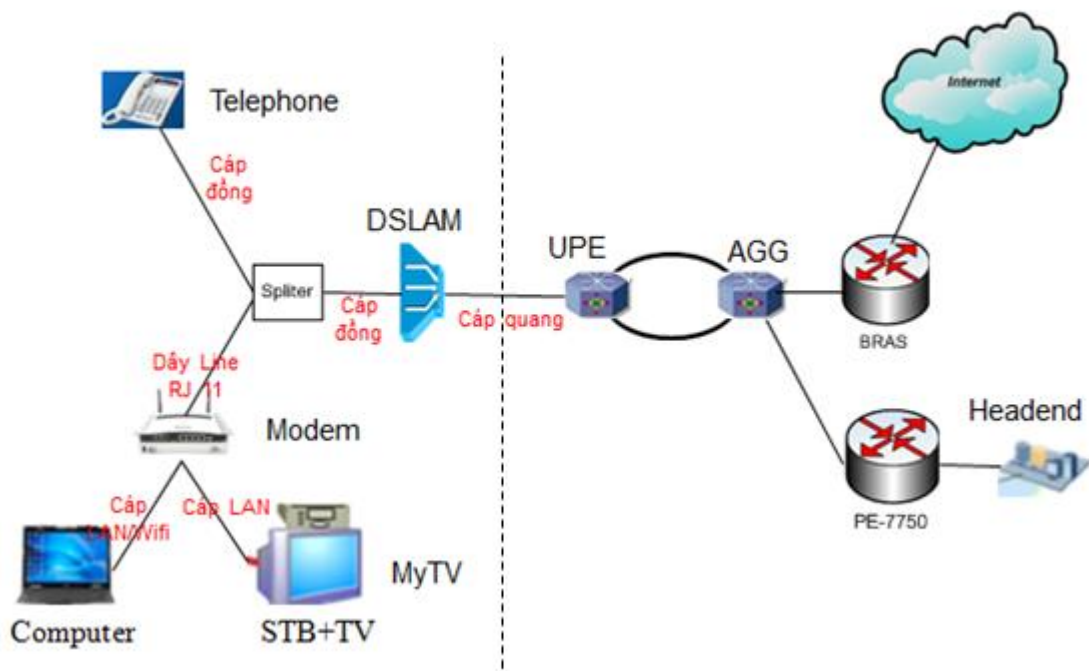 Internet
Telephone
Cáp
đồng
DSLAM
UPE
AGG
Spliter
Cáp
đồng
Cáp quang
BRAS
Dây Line
RJ 11
Modem
Headend
Cáp
LAN/Wifi
Cáp LAN
PE-7750
MyTV
Computer
STB+TV